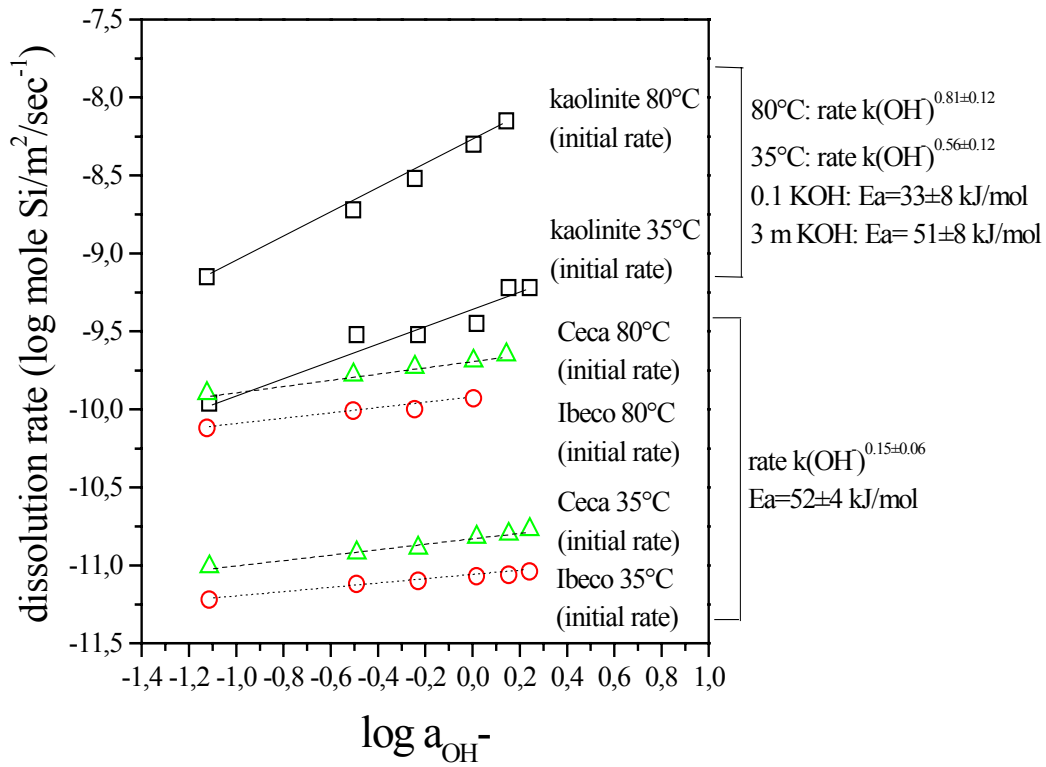 dissolution rate (log mole Si/m²/sec⁻¹)
-7,5
-8,0
-8,5
-9,0
-9,5
-10,0
-10,5
-11,0
-11,5
-1,4 -1,2 -1,0 -0,8 -0,6 -0,4 -0,2 0,0 0,2 0,4 0,6 0,8 1,0
log a_OH-
kaolinite 80°C
(initial rate)
kaolinite 35°C
(initial rate)
Ceca 80°C
(initial rate)
Ibeco 80°C
(initial rate)
Ceca 35°C
(initial rate)
Ibeco 35°C
(initial rate)
80°C: rate k(OH⁻)^0.81±0.12
35°C: rate k(OH⁻)^0.56±0.12
0.1 KOH: Ea=33±8 kJ/mol
3 m KOH: Ea= 51±8 kJ/mol
rate k(OH⁻)^0.15±0.06
Ea=52±4 kJ/mol